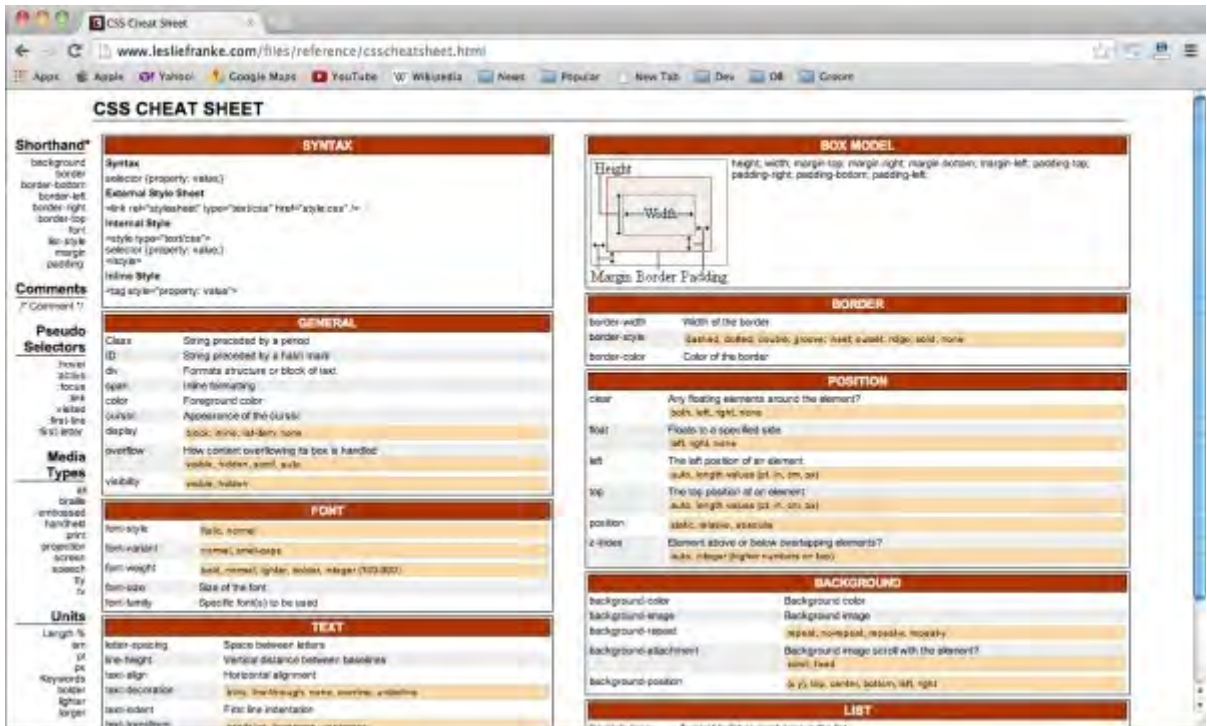 CSS Cheat Sheet
www.lesliefranke.com/files/reference/csscheatsheet.html
Apps Apple Yahoo! Google Maps YouTube Wikipedia News Popular New Tab Dev
CSS CHEAT SHEET
Shorthand*
background
border
border-bottom
border-left
border-right
border-top
font
list-style
margin
padding
Comments
/* Comment */
Pseudo
Selectors
hover
active
focus
link
visited
first-line
first-letter
Media
Types
all
braille
embossed
handheld
print
projection
screen
speech
tty
tv
Units
Length %
em
pt
px
Keywords
bolder
lighter
larger
SYNTAX
Syntax
selector {property: value;}
External Style Sheet
<link rel="stylesheet" type="text/css" href="style.css" />
Internal Style
<style type="text/css">
selector {property: value;}
</style>
Inline Style
<tag style="property: value">
GENERAL
Class String preceded by a period
ID String preceded by a hash mark
div Formats structure or block of text
span Inline formatting
color Foreground color
cursor Appearance of the cursor
display block, inline, list-item, none
overflow How content overflowing its box is handled
visible, hidden, scroll, auto
visibility visible, hidden
FONT
font-style italic, normal
font-variant normal, small-caps
font-weight bold, normal, lighter, bolder, integer (100-900)
font-size Size of the font
font-family Specific font(s) to be used
TEXT
letter-spacing Space between letters
line-height Vertical distance between baselines
text-align Horizontal alignment
text-decoration blink, line-through, none, overline, underline
text-indent First line indentation
BOX MODEL
Height
Width
Margin Border Padding
height; width; margin-top; margin-right; margin-bottom; margin-left; padding-top;
padding-right; padding-bottom; padding-left;
BORDER
border-width Width of the border
border-style dashed, dotted, double, groove, inset, outset, ridge, solid, none
border-color Color of the border
POSITION
clear Any floating elements around the element?
both, left, right, none
float Floats to a specified side
left, right, none
left The left position of an element
auto, length values (pt, in, cm, px)
top The top position of an element
auto, length values (pt, in, cm, px)
position static, relative, absolute
z-index Element above or below overlapping elements?
auto, integer (higher numbers on top)
BACKGROUND
background-color Background color
background-image Background image
background-repeat repeat, no-repeat, repeat-x, repeat-y
background-attachment Background image scroll with the element?
scroll, fixed
background-position (x y), top, center, bottom, left, right
LIST